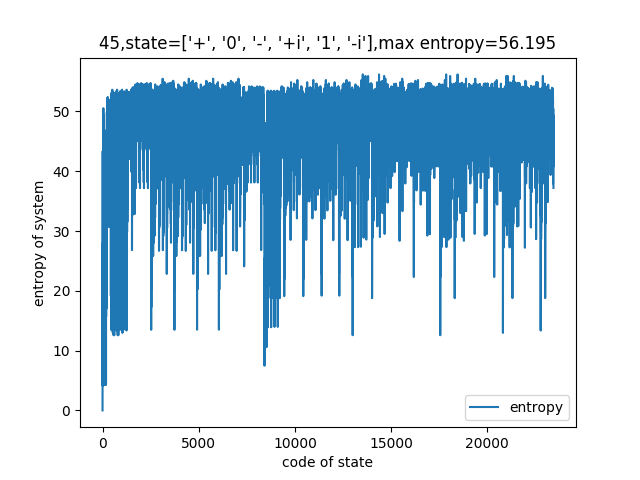 45,state=['+', '0', '-', '+i', '1', '-i'],max entropy=56.195
50
40
30
20
10
0
entropy of system
entropy
0 5000 10000 15000 20000
code of state